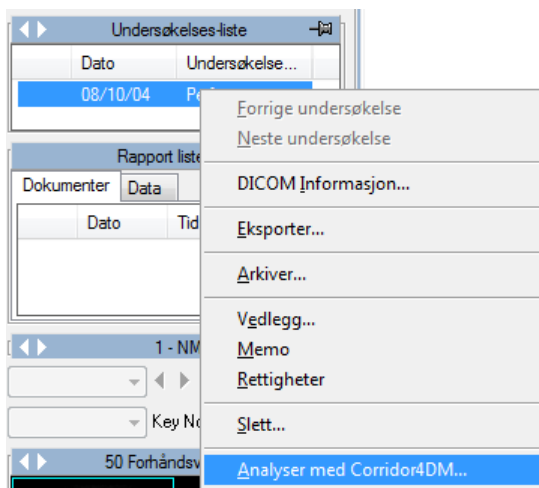 Undersøkelses-liste
Dato Undersøkelse...
08/10/04
Rapport liste
Dokumenter Data
Dato Tid
1 - NM
Key No
50 Forhåndsv
Forrige undersøkelse
Neste undersøkelse
DICOM Informasjon...
Eksporter...
Arkiver...
Vedlegg...
Memo
Rettigheter
Slett...
Analyser med Corridor4DM...